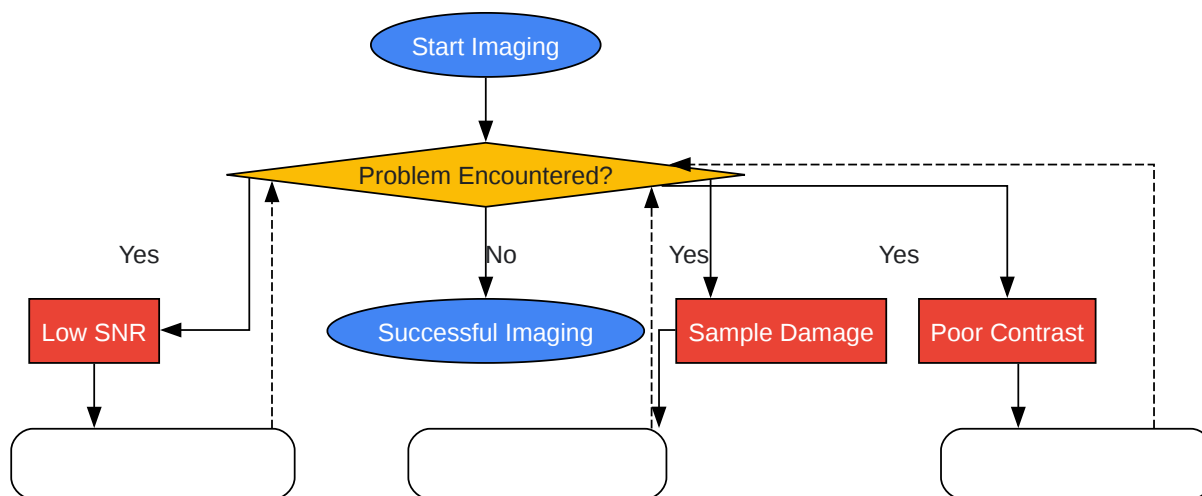 Start Imaging
Problem Encountered?
Yes
No
Yes
Yes
Low SNR
Successful Imaging
Sample Damage
Poor Contrast